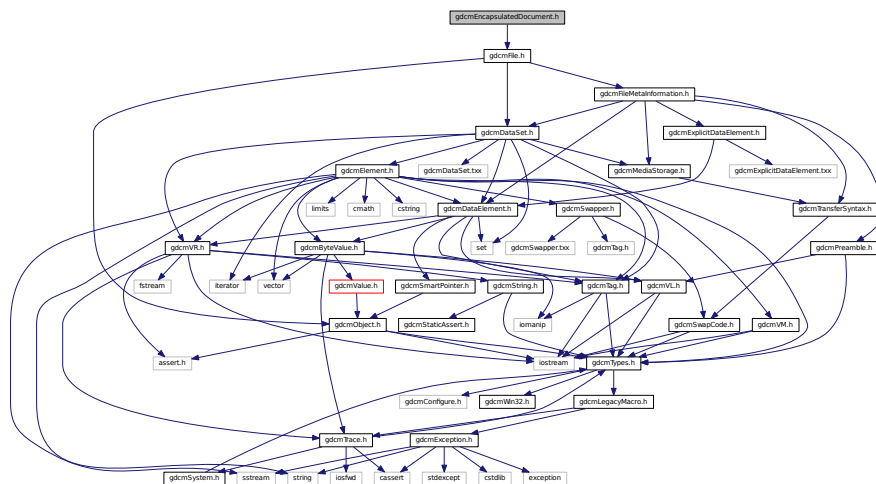 gdcmEncapsulatedDocument.h
gdcmFile.h
gdcmFileMetaInformation.h
gdcmDataSet.h
gdcmExplicitDataElement.h
gdcmElement.h
gdcmDataSet.txx
gdcmMediaStorage.h
gdcmExplicitDataElement.txx
limits
cmath
cstring
gdcmDataElement.h
gdcmSwapper.h
gdcmTransferSyntax.h
gdcmVR.h
gdcmByteValue.h
set
gdcmSwapper.txx
gdcmTag.h
gdcmPreamble.h
fstream
iterator
vector
gdcmValue.h
gdcmSmartPointer.h
gdcmString.h
gdcmTag.h
gdcmVL.h
gdcmObject.h
gdcmStaticAssert.h
iomanip
gdcmSwapCode.h
gdcmVM.h
assert.h
iostream
gdcmTypes.h
gdcmConfigure.h
gdcmWin32.h
gdcmLegacyMacro.h
gdcmTrace.h
gdcmException.h
gdcmSystem.h
sstream
string
iosfwd
cassert
stdexcept
cstdlib
exception